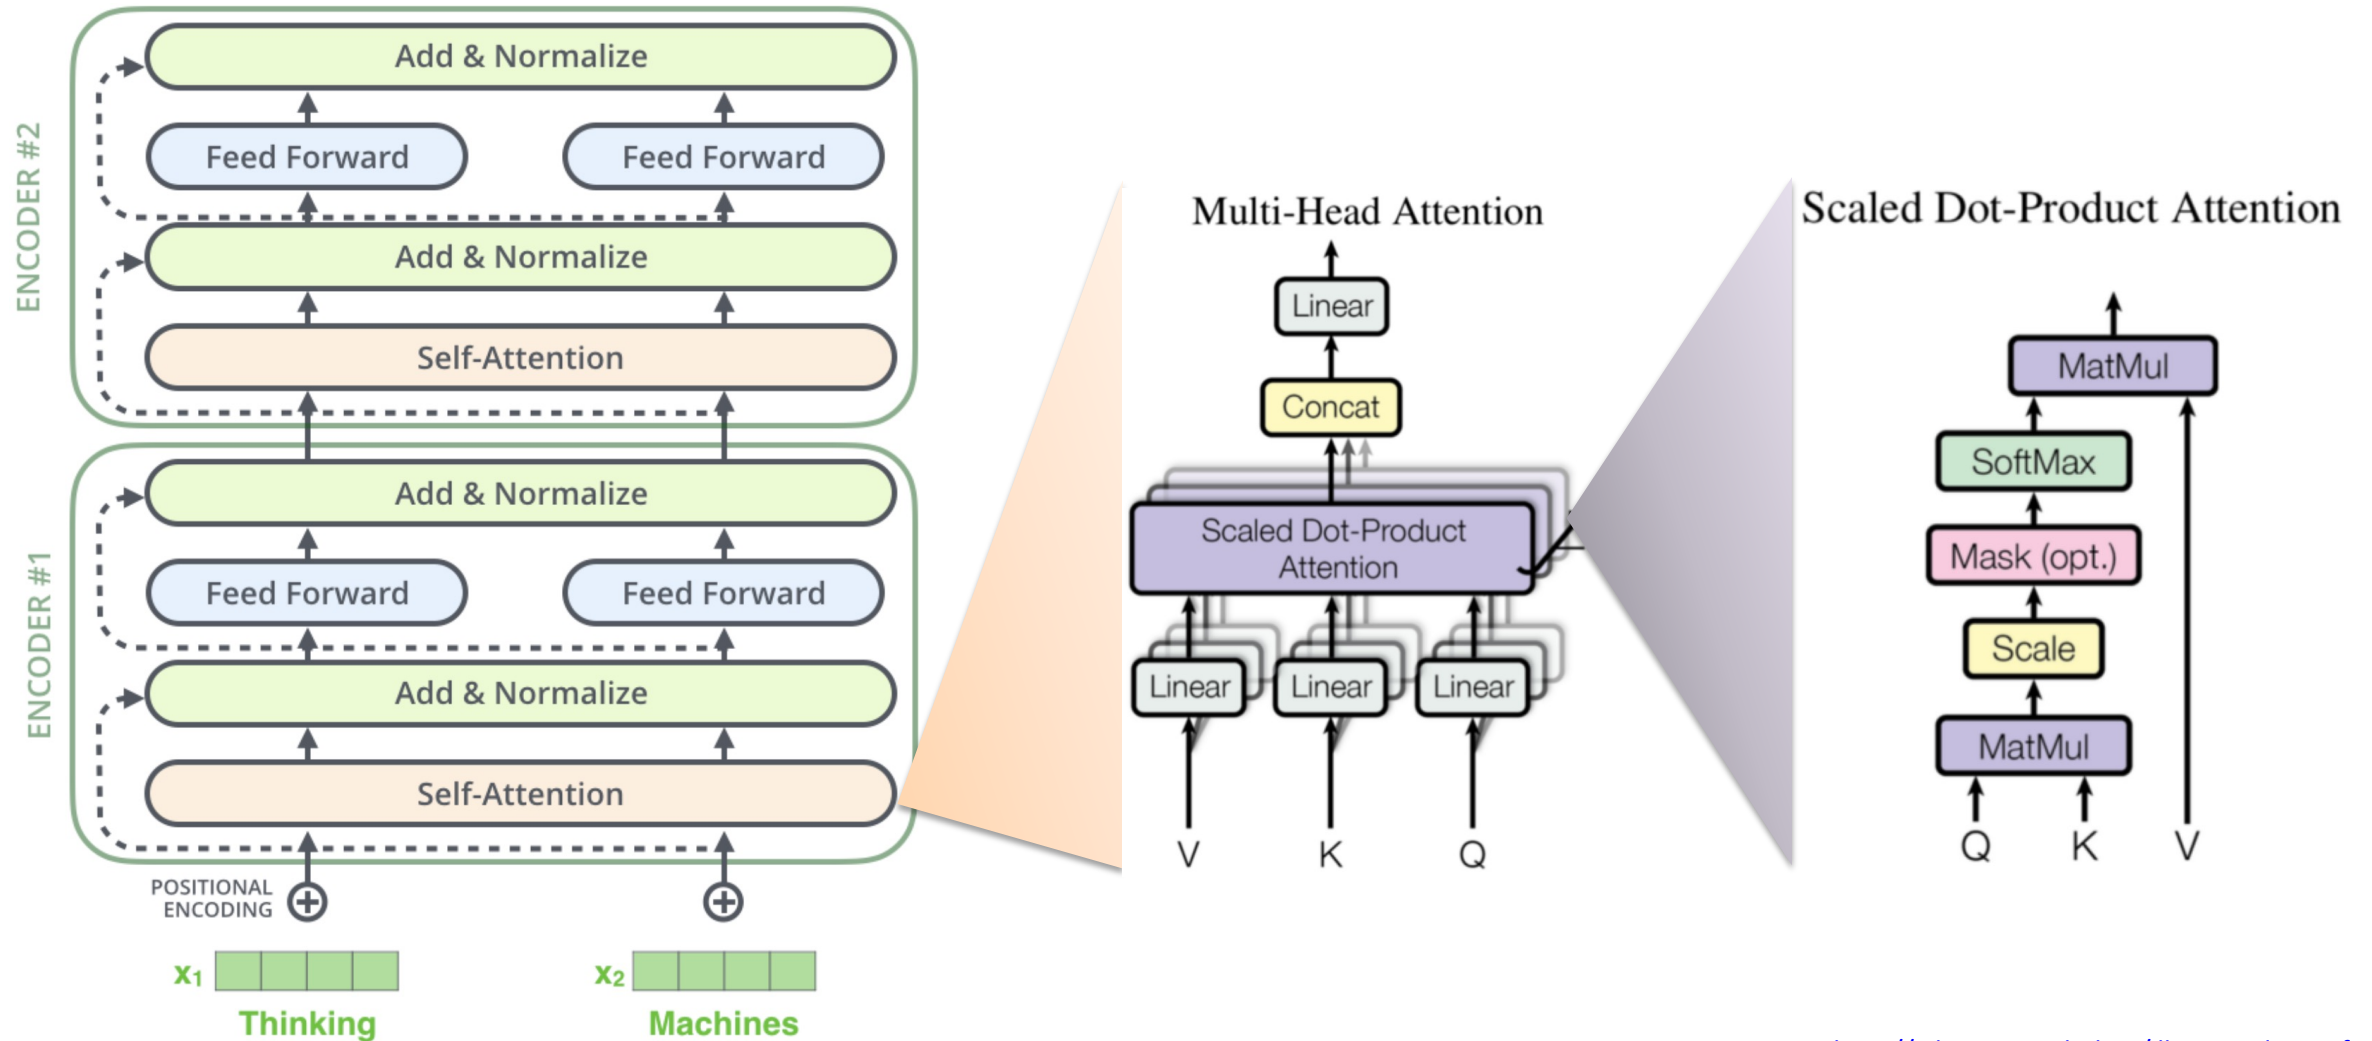 ENCODER #2
Add & Normalize
Feed Forward
Feed Forward
Add & Normalize
Self-Attention
ENCODER #1
Add & Normalize
Feed Forward
Feed Forward
Add & Normalize
Self-Attention
POSITIONAL
ENCODING
x₁
x₂
Thinking
Machines
Multi-Head Attention
Linear
Concat
Scaled Dot-Product
Attention
Linear
Linear
Linear
V
K
Q
Scaled Dot-Product Attention
MatMul
SoftMax
Mask (opt.)
Scale
MatMul
Q
K
V